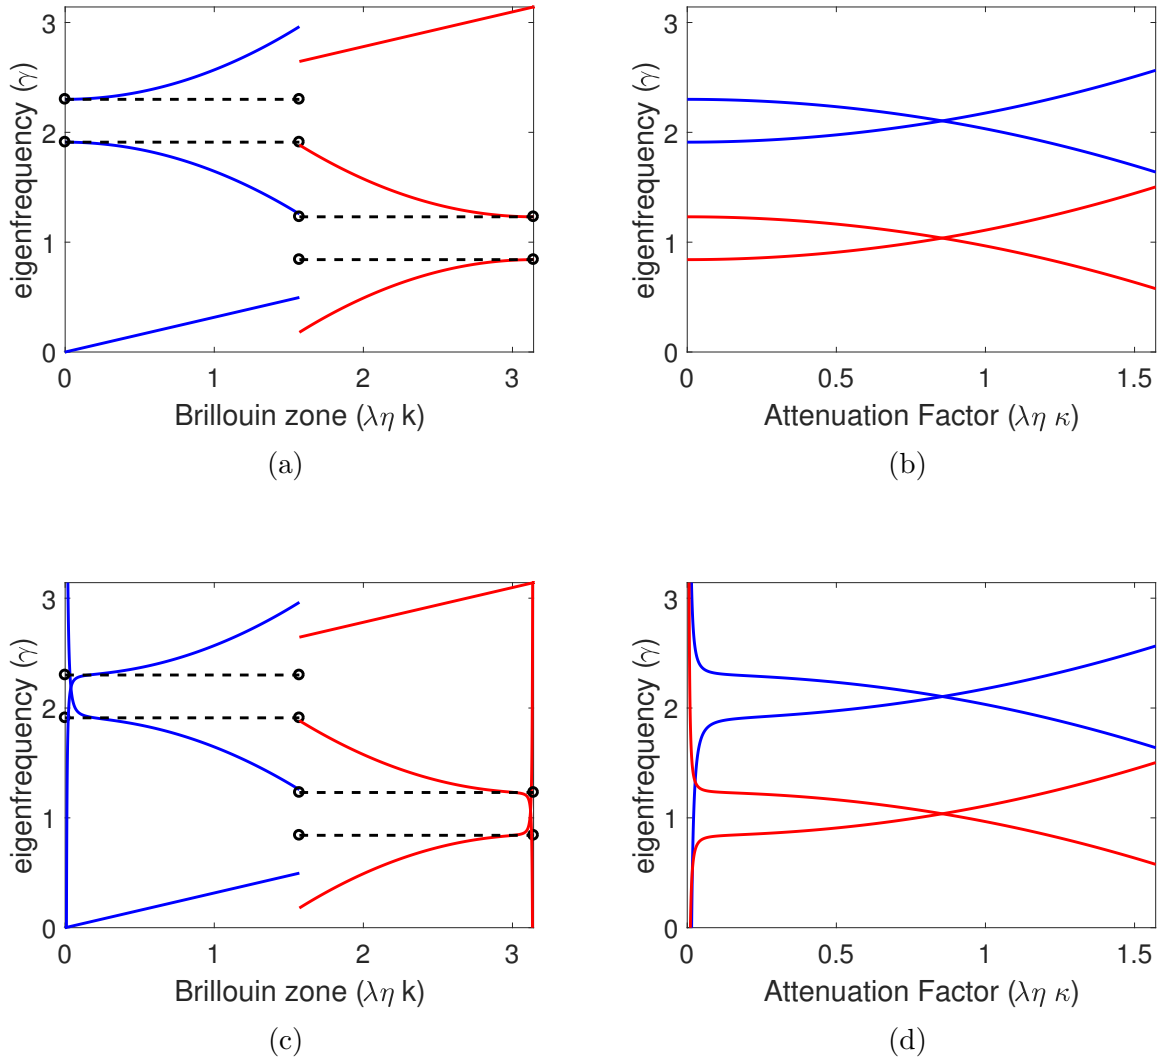 eigenfrequency (γ)
3
2
1
0
0 1 2 3
Brillouin zone (λη k)
(a)
eigenfrequency (γ)
3
2
1
0
0 0.5 1 1.5
Attenuation Factor (λη κ)
(b)
eigenfrequency (γ)
3
2
1
0
0 1 2 3
Brillouin zone (λη k)
(c)
eigenfrequency (γ)
3
2
1
0
0 0.5 1 1.5
Attenuation Factor (λη κ)
(d)